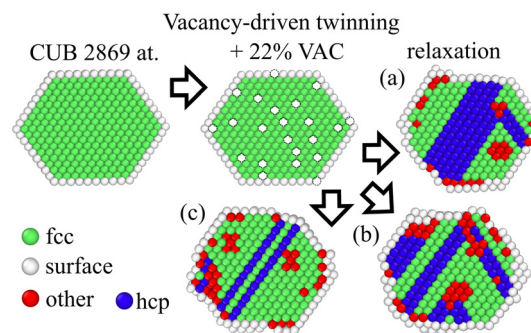 Vacancy-driven twinning
CUB 2869 at.
+ 22% VAC
relaxation
(a)
(c)
(b)
fcc
surface
other
hcp